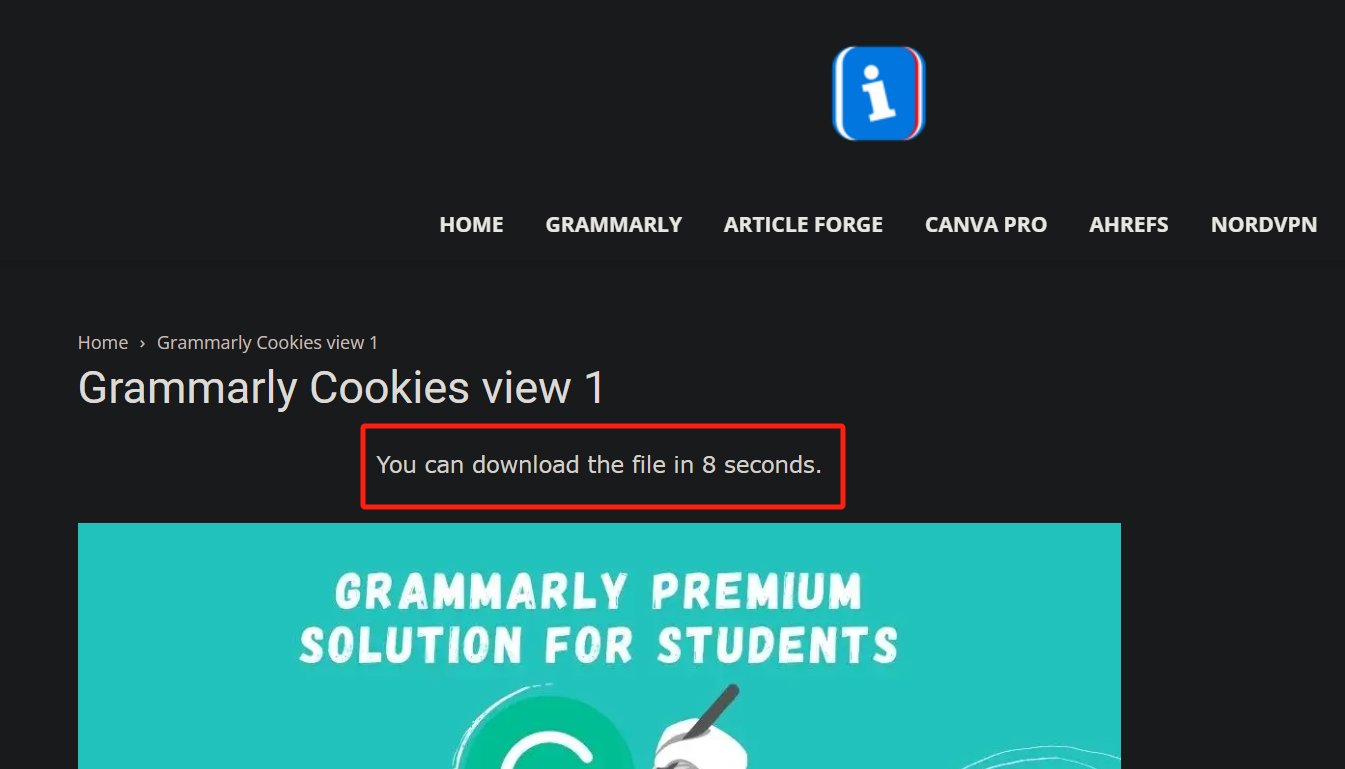 HOME GRAMMARLY ARTICLE FORGE CANVA PRO AHREFS NORDVPN
Home › Grammarly Cookies view 1
Grammarly Cookies view 1
You can download the file in 8 seconds.
GRAMMARLY PREMIUM
SOLUTION FOR STUDENTS